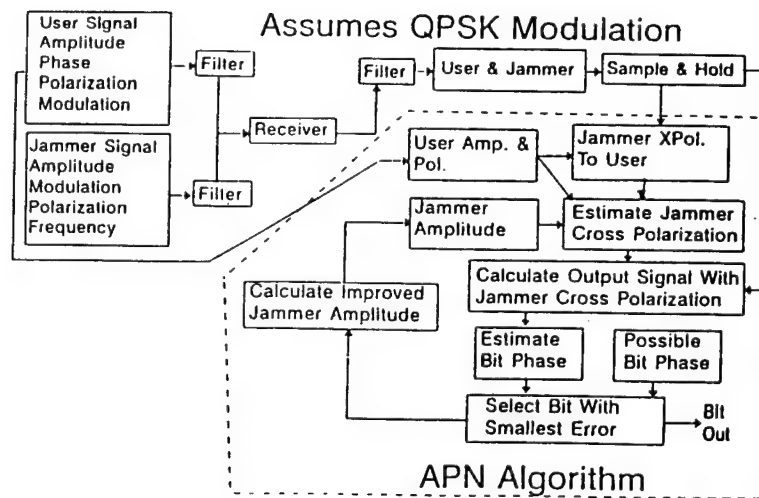 Assumes QPSK Modulation
User Signal
Amplitude
Phase
Polarization
Modulation
Filter
Filter
User & Jammer
Sample & Hold
Receiver
Jammer Signal
Amplitude
Modulation
Polarization
Frequency
Filter
User Amp. &
Pol.
Jammer XPol.
To User
Jammer
Amplitude
Estimate Jammer
Cross Polarization
Calculate Output Signal With
Jammer Cross Polarization
Calculate Improved
Jammer Amplitude
Estimate
Bit Phase
Possible
Bit Phase
Select Bit With
Smallest Error
Bit
Out
APN Algorithm